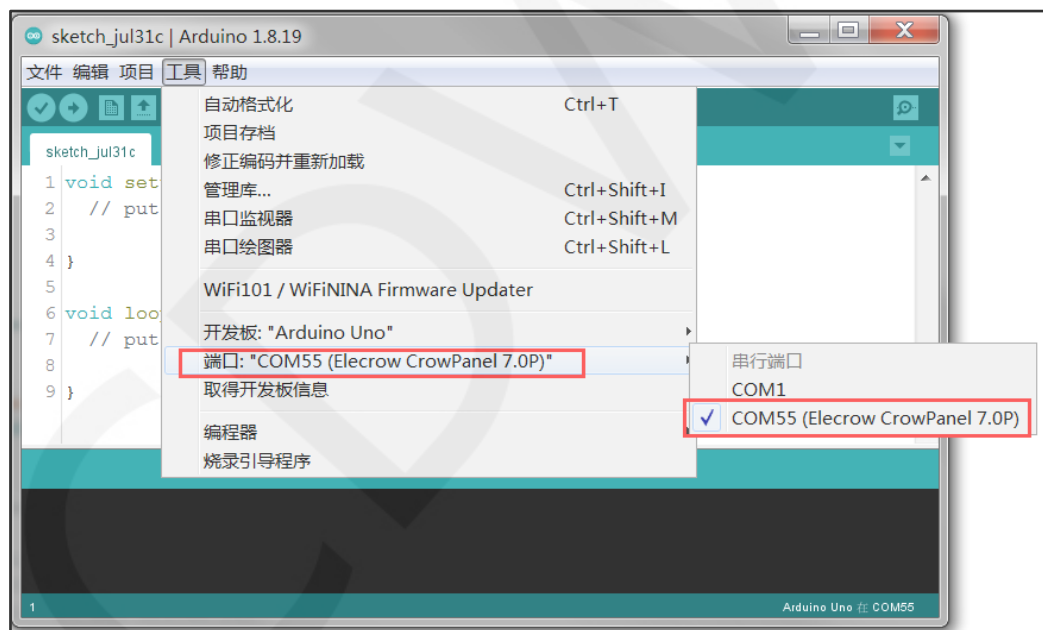 sketch_jul31c | Arduino 1.8.19
文件 编辑 项目 工具 帮助
自动格式化 Ctrl+T
项目存档
修正编码并重新加载
管理库... Ctrl+Shift+I
串口监视器 Ctrl+Shift+M
串口绘图器 Ctrl+Shift+L
WiFi101 / WiFiNINA Firmware Updater
开发板: "Arduino Uno"
端口: "COM55 (Elecrow CrowPanel 7.0P)"
取得开发板信息
编程器
烧录引导程序
串行端口
COM1
COM55 (Elecrow CrowPanel 7.0P)
sketch_jul31c
1 void set
2 // put
3
4 }
5
6 void loo
7 // put
8
9 }
1 Arduino Uno 在 COM55